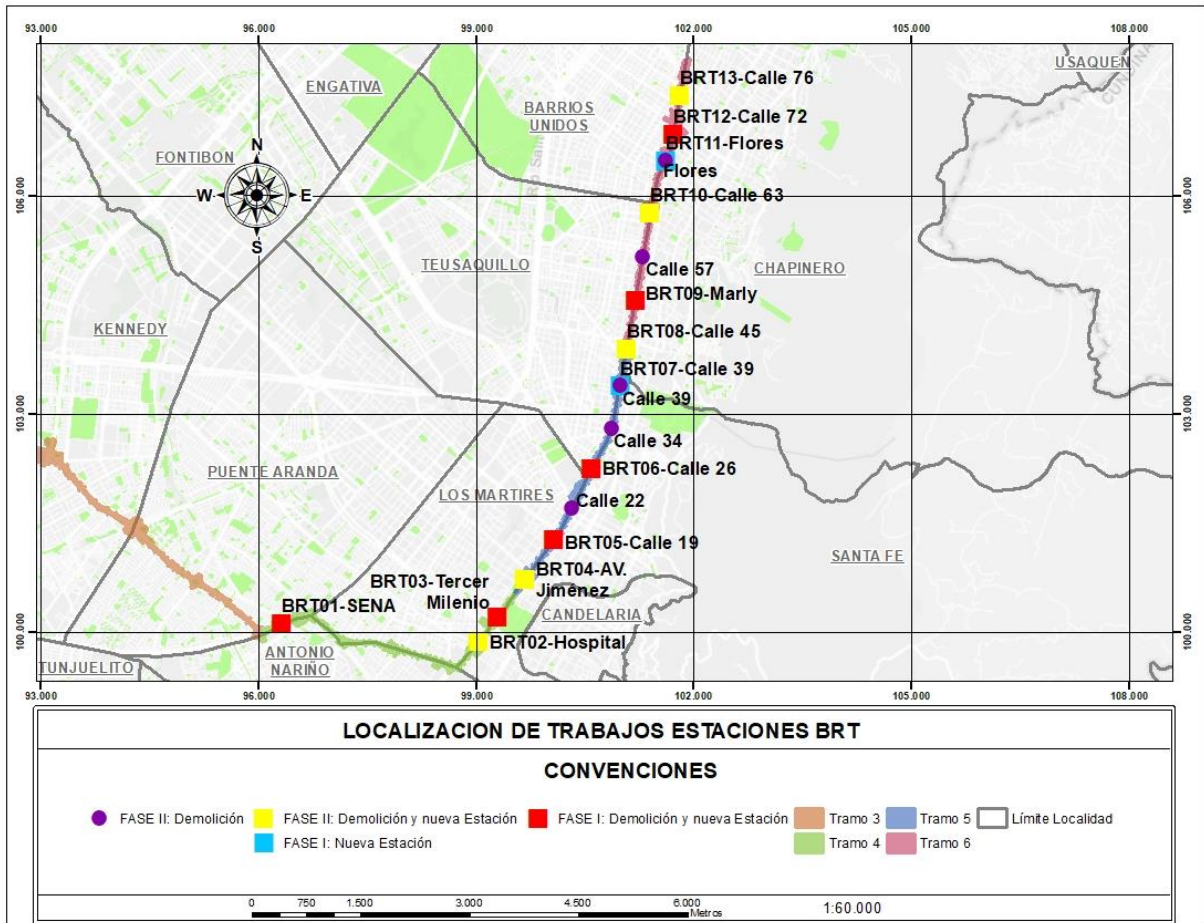 93.000 96.000 99.000 102.000 105.000 108.000
USAQUEN
BRT13-Calle 76
ENGATIVA
BARRIOS
UNIDOS
BRT12-Calle 72
BRT11-Flores
Flores
FONTIBON
N
W E
S
106.000 106.000
BRT10-Calle 63
TEUSAQUILLO
Calle 57
CHAPINERO
BRT09-Marly
KENNEDY
BRT08-Calle 45
BRT07-Calle 39
Calle 39
103.000 103.000
Calle 34
PUENTE ARANDA
BRT06-Calle 26
LOS MARTIRES
Calle 22
BRT05-Calle 19
SANTA FE
BRT04-AV.
Jiménez
BRT03-Tercer
Milenio
BRT01-SENA
CANDELARIA
100.000 100.000
BRT02-Hospital
TUNJUELITO
ANTONIO
NARIÑO
93.000 96.000 99.000 102.000 105.000 108.000
LOCALIZACION DE TRABAJOS ESTACIONES BRT
CONVENCIONES
FASE II: Demolición FASE II: Demolición y nueva Estación FASE I: Demolición y nueva Estación Tramo 3 Tramo 5 Límite Localidad
FASE I: Nueva Estación Tramo 4 Tramo 6
0 750 1.500 3.000 4.500 6.000
Metros
1:60.000